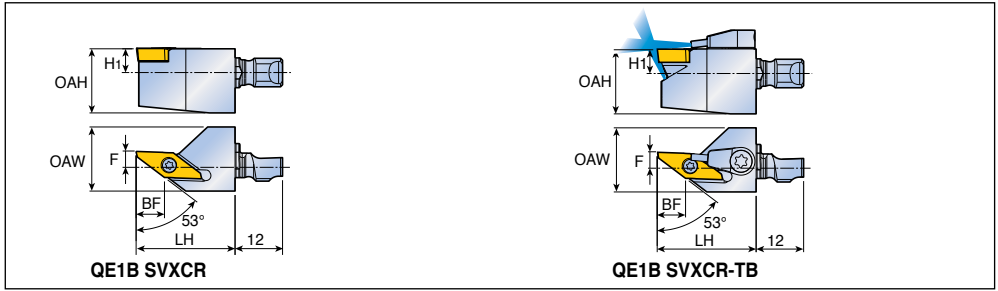 H1
OAH
OAW
F
BF
53°
LH
12
QE1B SVXCR
H1
OAH
OAW
F
BF
53°
LH
12
QE1B SVXCR-TB